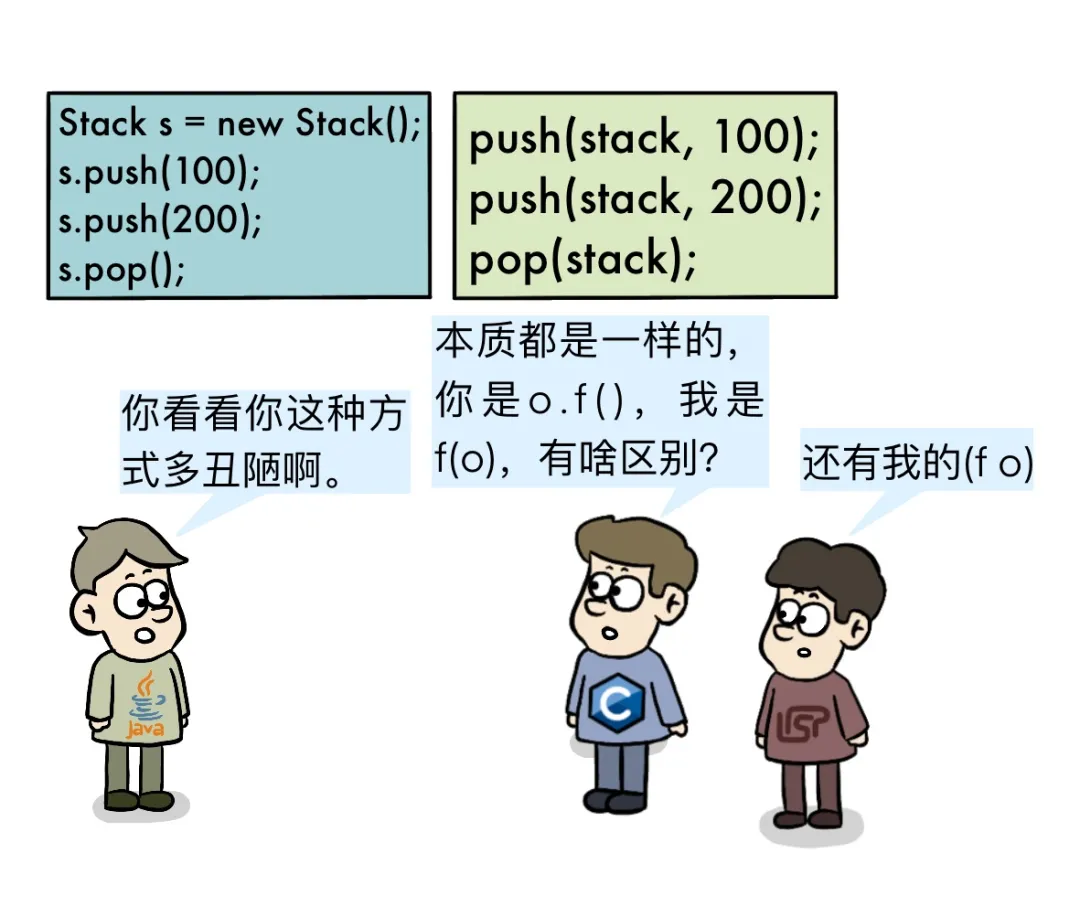 Stack s = new Stack();
s.push(100);
s.push(200);
s.pop();
push(stack, 100);
push(stack, 200);
pop(stack);
你看看你这种方
式多丑陋啊。
本质都是一样的，
你是o.f()，我是
f(o)，有啥区别？
还有我的(f o)
java
C
LISP